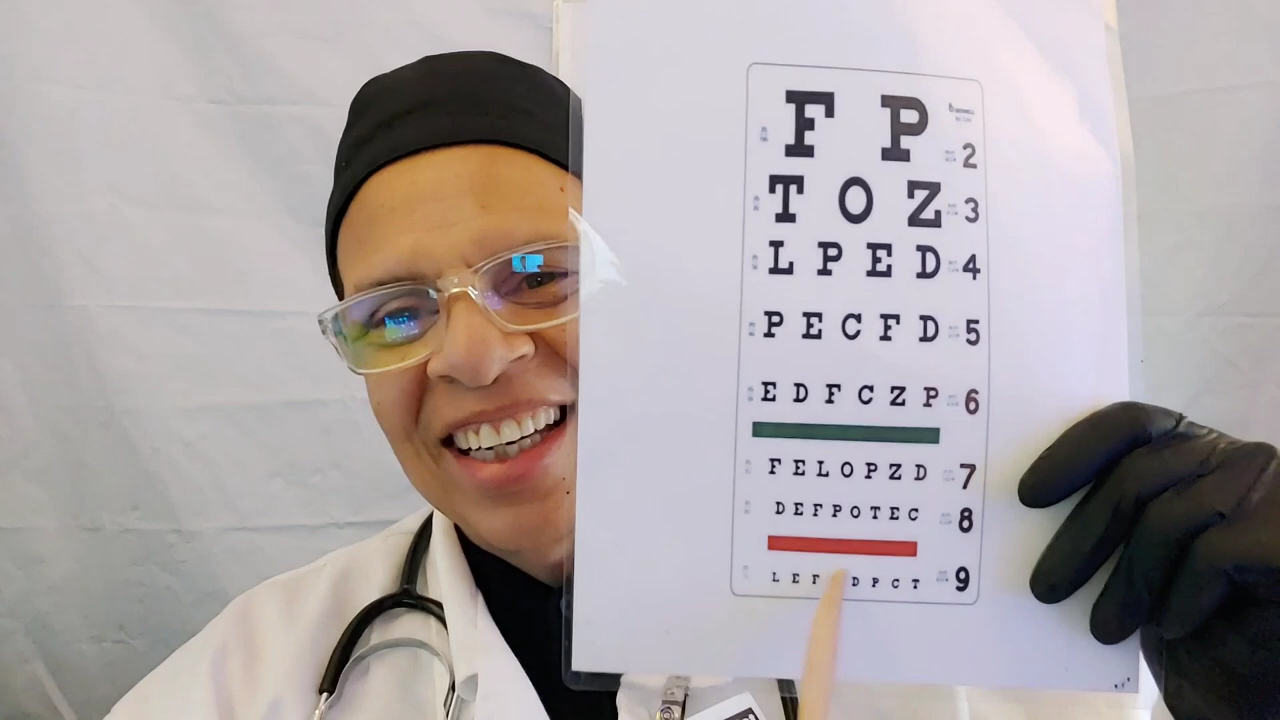 F P 2
T O Z 3
L P E D 4
P E C F D 5
E D F C Z P 6
F E L O P Z D 7
D E F P O T E C 8
L E F D P C T 9